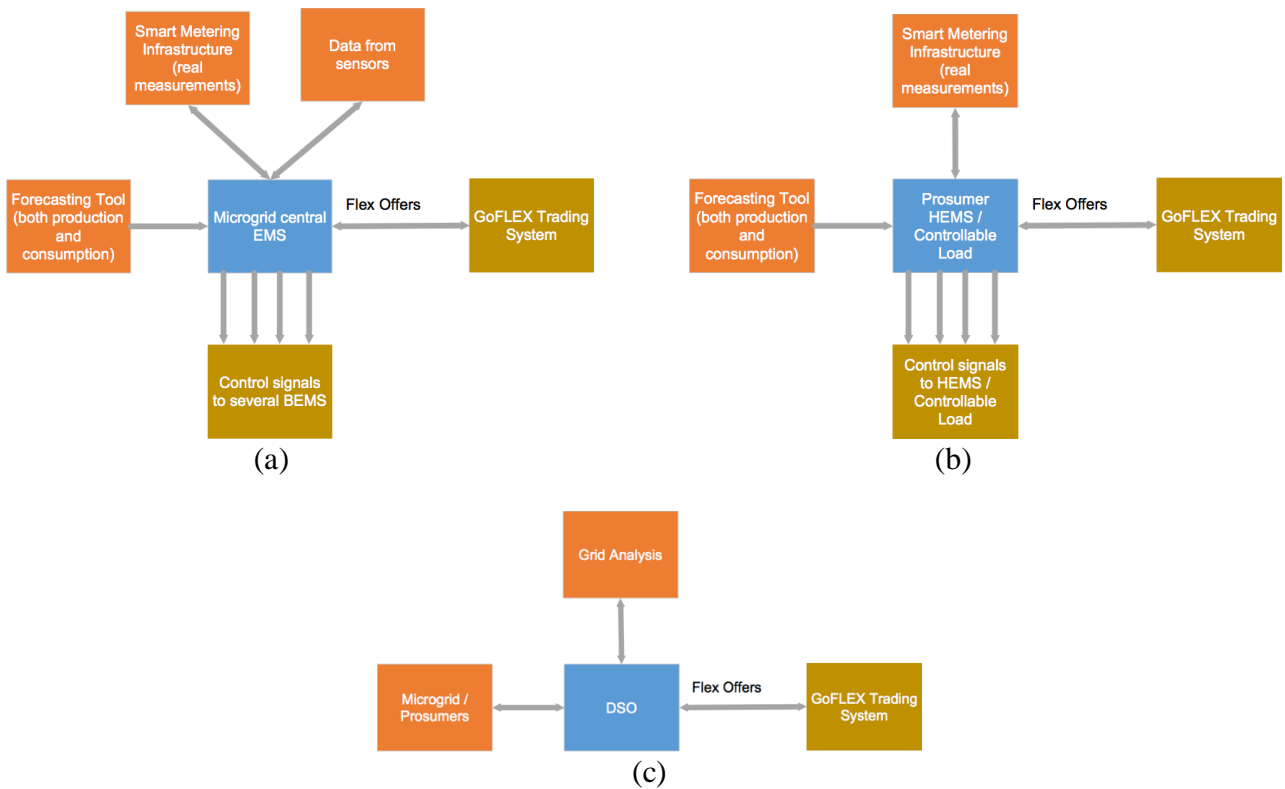 Smart Metering
Infrastructure
(real
measurements)
Data from
sensors
Forecasting Tool
(both production
and
consumption)
Microgrid central
EMS
Flex Offers
GoFLEX Trading
System
Control signals
to several BEMS
(a)
Smart Metering
Infrastructure
(real
measurements)
Forecasting Tool
(both production
and
consumption)
Prosumer
HEMS /
Controllable
Load
Flex Offers
GoFLEX Trading
System
Control signals
to HEMS /
Controllable
Load
(b)
Grid Analysis
Microgrid /
Prosumers
DSO
Flex Offers
GoFLEX Trading
System
(c)